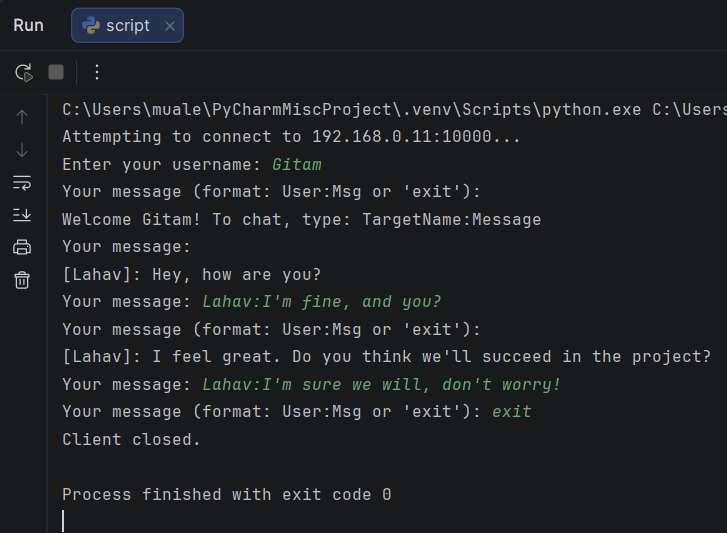 Run
script
C:\Users\muale\PyCharmMiscProject\.venv\Scripts\python.exe C:\Users
Attempting to connect to 192.168.0.11:10000...
Enter your username: Gitam
Your message (format: User:Msg or 'exit'):
Welcome Gitam! To chat, type: TargetName:Message
Your message:
[Lahav]: Hey, how are you?
Your message: Lahav:I'm fine, and you?
Your message (format: User:Msg or 'exit'):
[Lahav]: I feel great. Do you think we'll succeed in the project?
Your message: Lahav:I'm sure we will, don't worry!
Your message (format: User:Msg or 'exit'): exit
Client closed.
Process finished with exit code 0